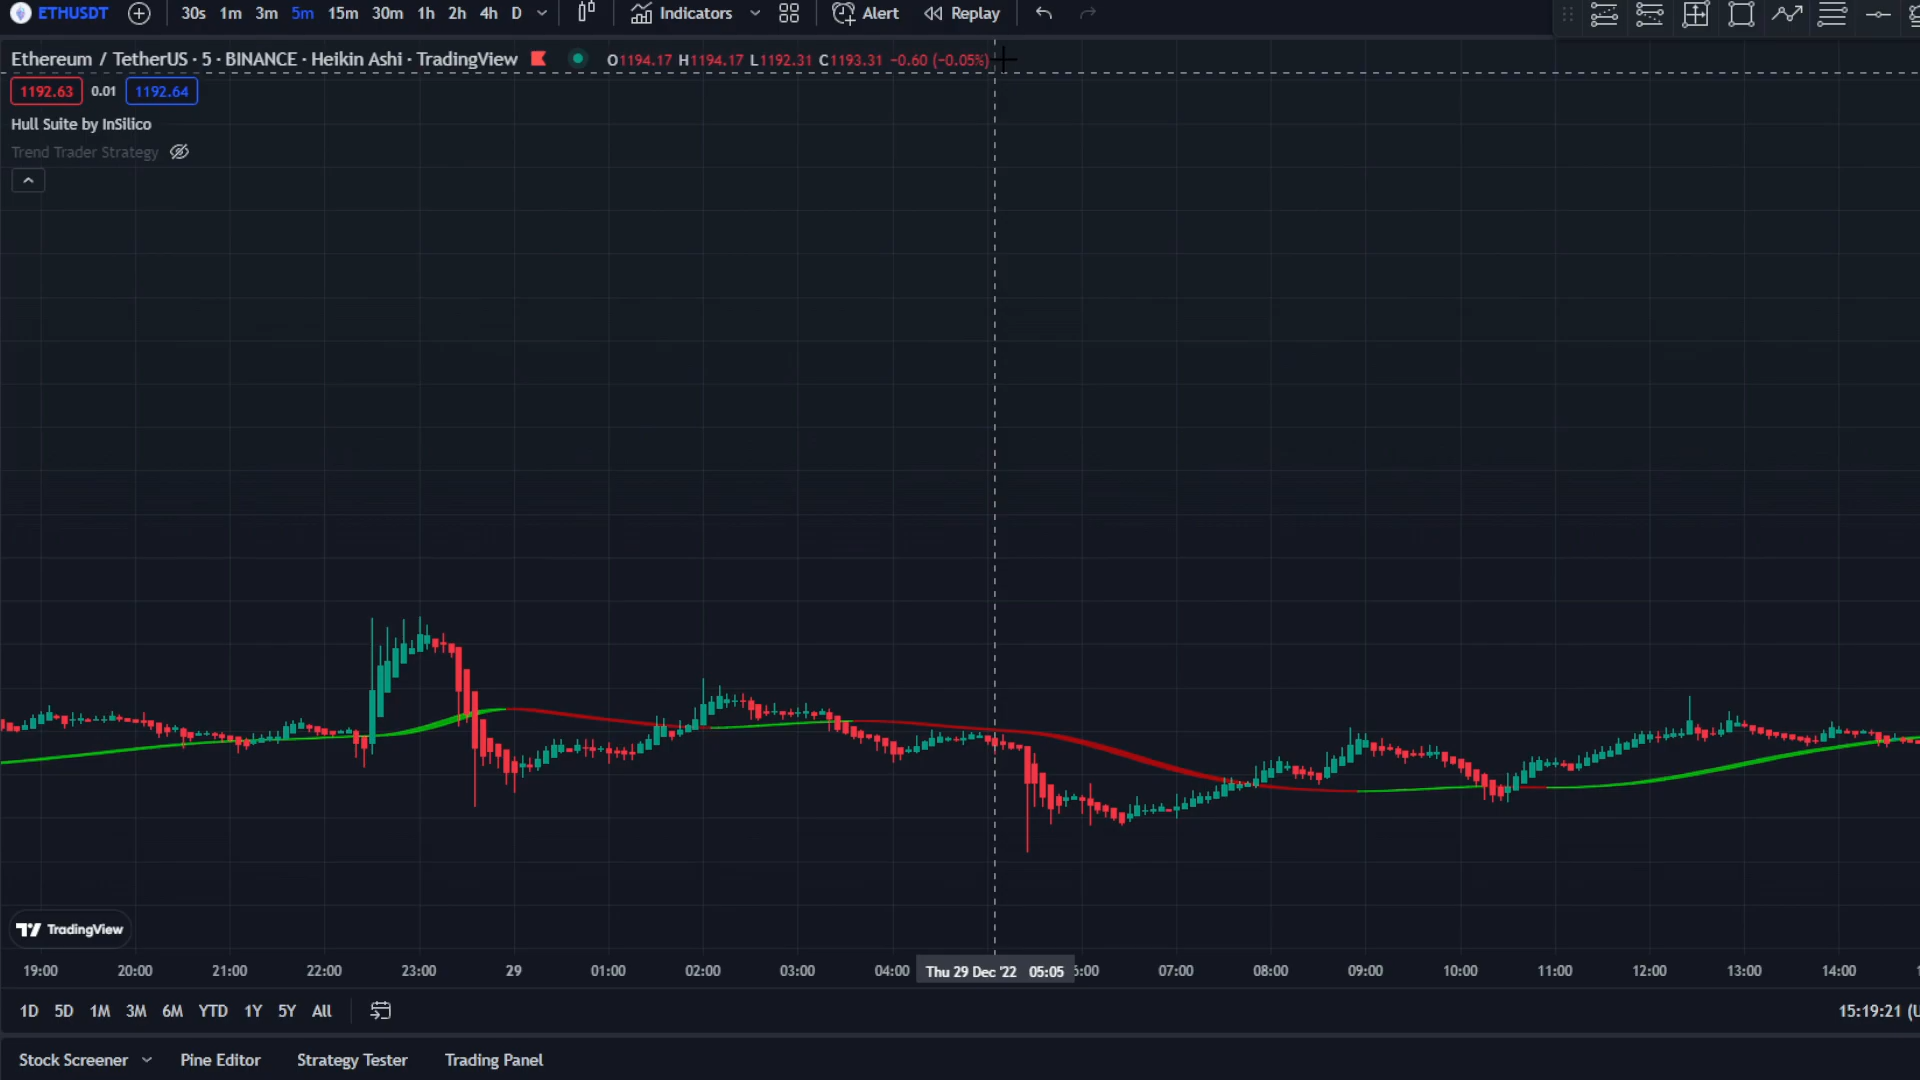 ETHUSDT 30s 1m 3m 5m 15m 30m 1h 2h 4h D Indicators Alert Replay
Ethereum / TetherUS · 5 · BINANCE · Heikin Ashi · TradingView O1194.17 H1194.17 L1192.31 C1193.31 −0.60 (−0.05%)
1192.63 0.01 1192.64
Hull Suite by InSilico
Trend Trader Strategy
TradingView
19:00 20:00 21:00 22:00 23:00 29 01:00 02:00 03:00 04:00 Thu 29 Dec '22 05:05 6:00 07:00 08:00 09:00 10:00 11:00 12:00 13:00 14:00
1D 5D 1M 3M 6M YTD 1Y 5Y All 15:19:21 (U
Stock Screener Pine Editor Strategy Tester Trading Panel